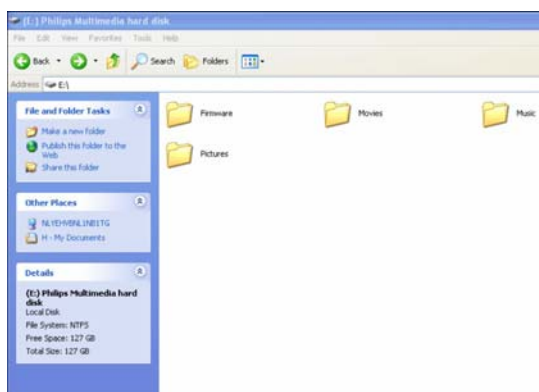 (E:) Philips Multimedia hard disk
File Edit View Favorites Tools Help
Back Search Folders
Address E:\
File and Folder Tasks
Make a new folder
Publish this folder to the
Web
Share this folder
Other Places
NLYEHVBNL1NB1TG
H - My Documents
Details
(E:) Philips Multimedia hard
disk
Local Disk
File System: NTFS
Free Space: 127 GB
Total Size: 127 GB
Firmware Movies Music
Pictures